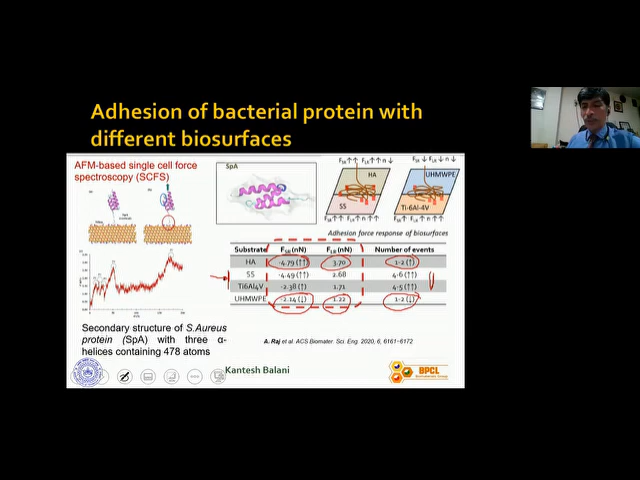 Adhesion of bacterial protein with
different biosurfaces
AFM-based single cell force
spectroscopy (SCFS)
SpA
HA
SS
UHMWPE
Ti-6Al-4V
Adhesion force response of biosurfaces
Substrate
Number of events
HA -4.79 (↑↑) 3.70 1-2 (↑)
SS -4.49 (↑↑) 2.68 4-6 (↑↑)
Ti6Al4V -2.38 (↑) 1.71 4-5 (↑↑)
UHMWPE -2.14 (↓) 1.22 1-2 (↓)
Secondary structure of S.Aureus
protein (SpA) with three α-
helices containing 478 atoms
A. Raj et al. ACS Biomater. Sci. Eng. 2020, 6, 6161−6172
Kantesh Balani
BPCL